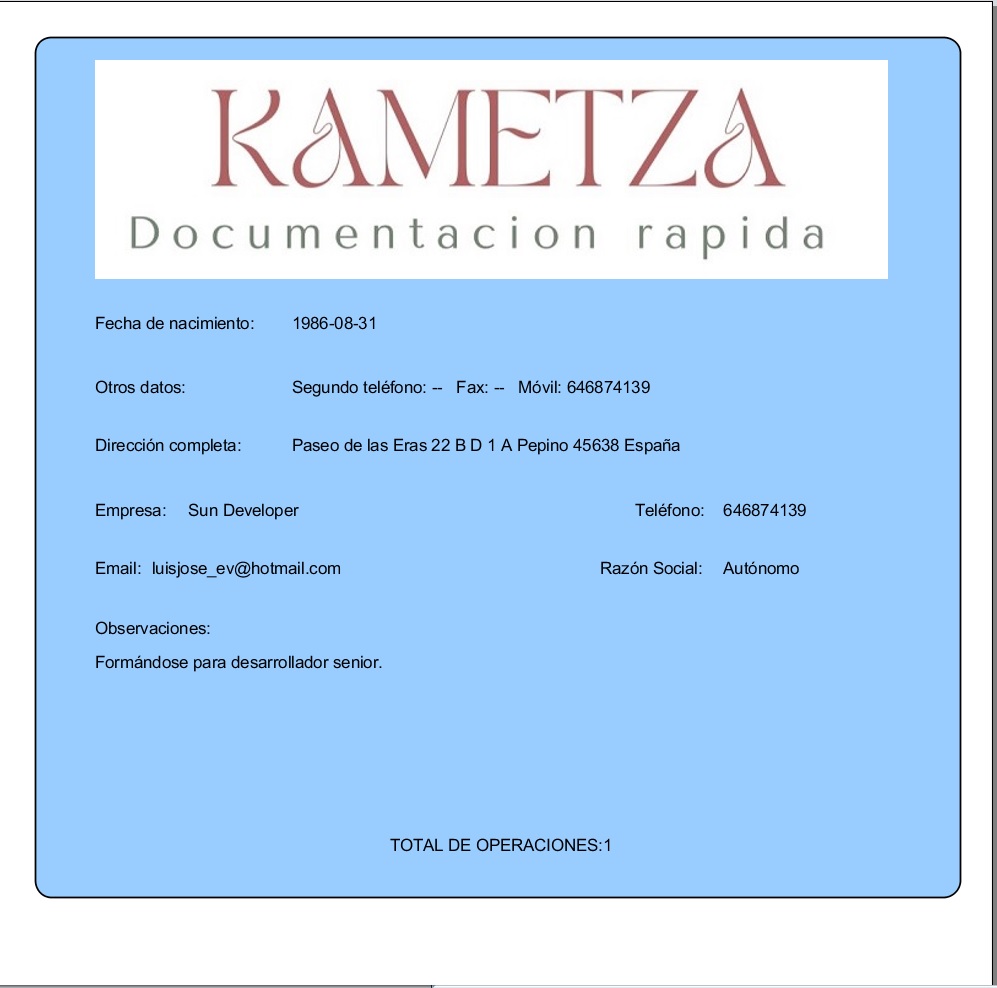 KAMETZA
Documentacion rapida
Fecha de nacimiento: 1986-08-31
Otros datos: Segundo teléfono: -- Fax: -- Móvil: 646874139
Dirección completa: Paseo de las Eras 22 B D 1 A Pepino 45638 España
Empresa: Sun Developer Teléfono: 646874139
Email: luisjose_ev@hotmail.com Razón Social: Autónomo
Observaciones:
Formándose para desarrollador senior.
TOTAL DE OPERACIONES:1